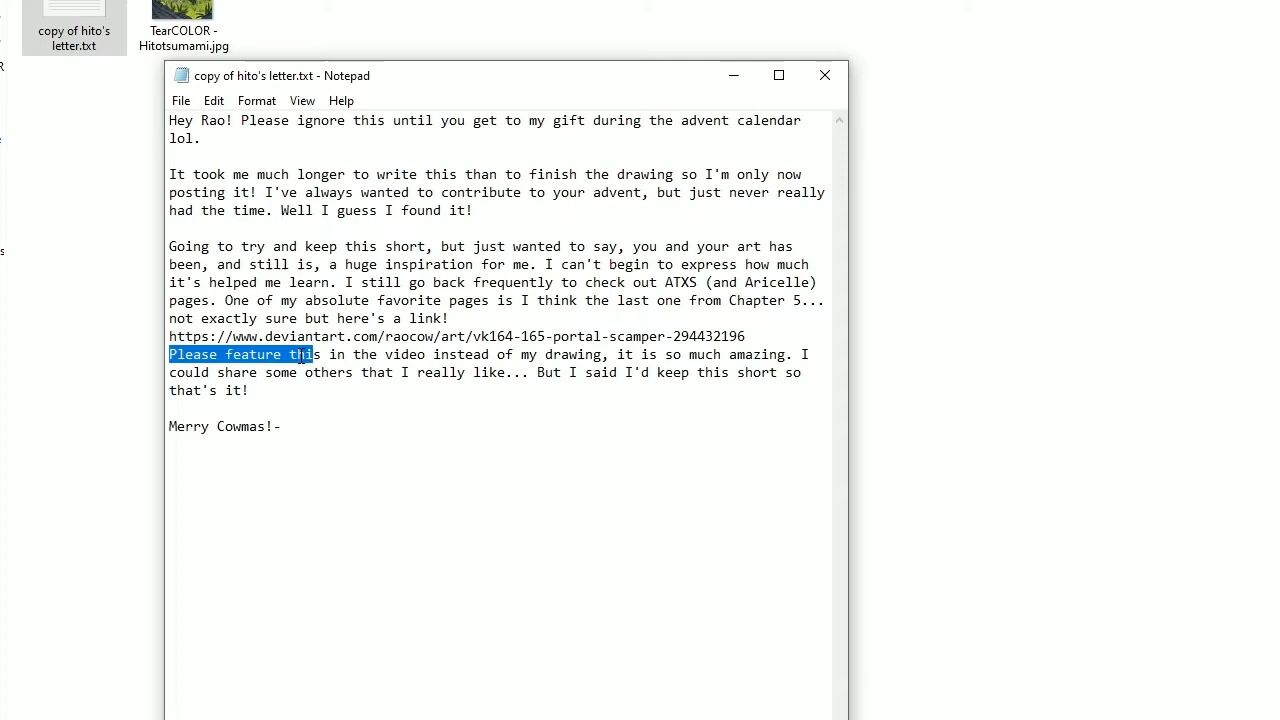 copy of hito's
letter.txt
TearCOLOR -
Hitotsumami.jpg
copy of hito's letter.txt - Notepad
File Edit Format View Help
Hey Rao! Please ignore this until you get to my gift during the advent calendar
lol.
It took me much longer to write this than to finish the drawing so I'm only now
posting it! I've always wanted to contribute to your advent, but just never really
had the time. Well I guess I found it!
Going to try and keep this short, but just wanted to say, you and your art has
been, and still is, a huge inspiration for me. I can't begin to express how much
it's helped me learn. I still go back frequently to check out ATXS (and Aricelle)
pages. One of my absolute favorite pages is I think the last one from Chapter 5...
not exactly sure but here's a link!
https://www.deviantart.com/raocow/art/vk164-165-portal-scamper-294432196
Please feature this in the video instead of my drawing, it is so much amazing. I
could share some others that I really like... But I said I'd keep this short so
that's it!
Merry Cowmas!-